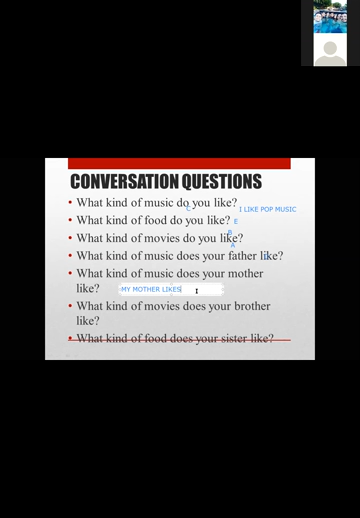 CONVERSATION QUESTIONS
• What kind of music do you like?
C
I LIKE POP MUSIC
• What kind of food do you like?
E
B
• What kind of movies do you like?
A
• What kind of music does your father like?
• What kind of music does your mother
like?
MY MOTHER LIKES
• What kind of movies does your brother
like?
• What kind of food does your sister like?